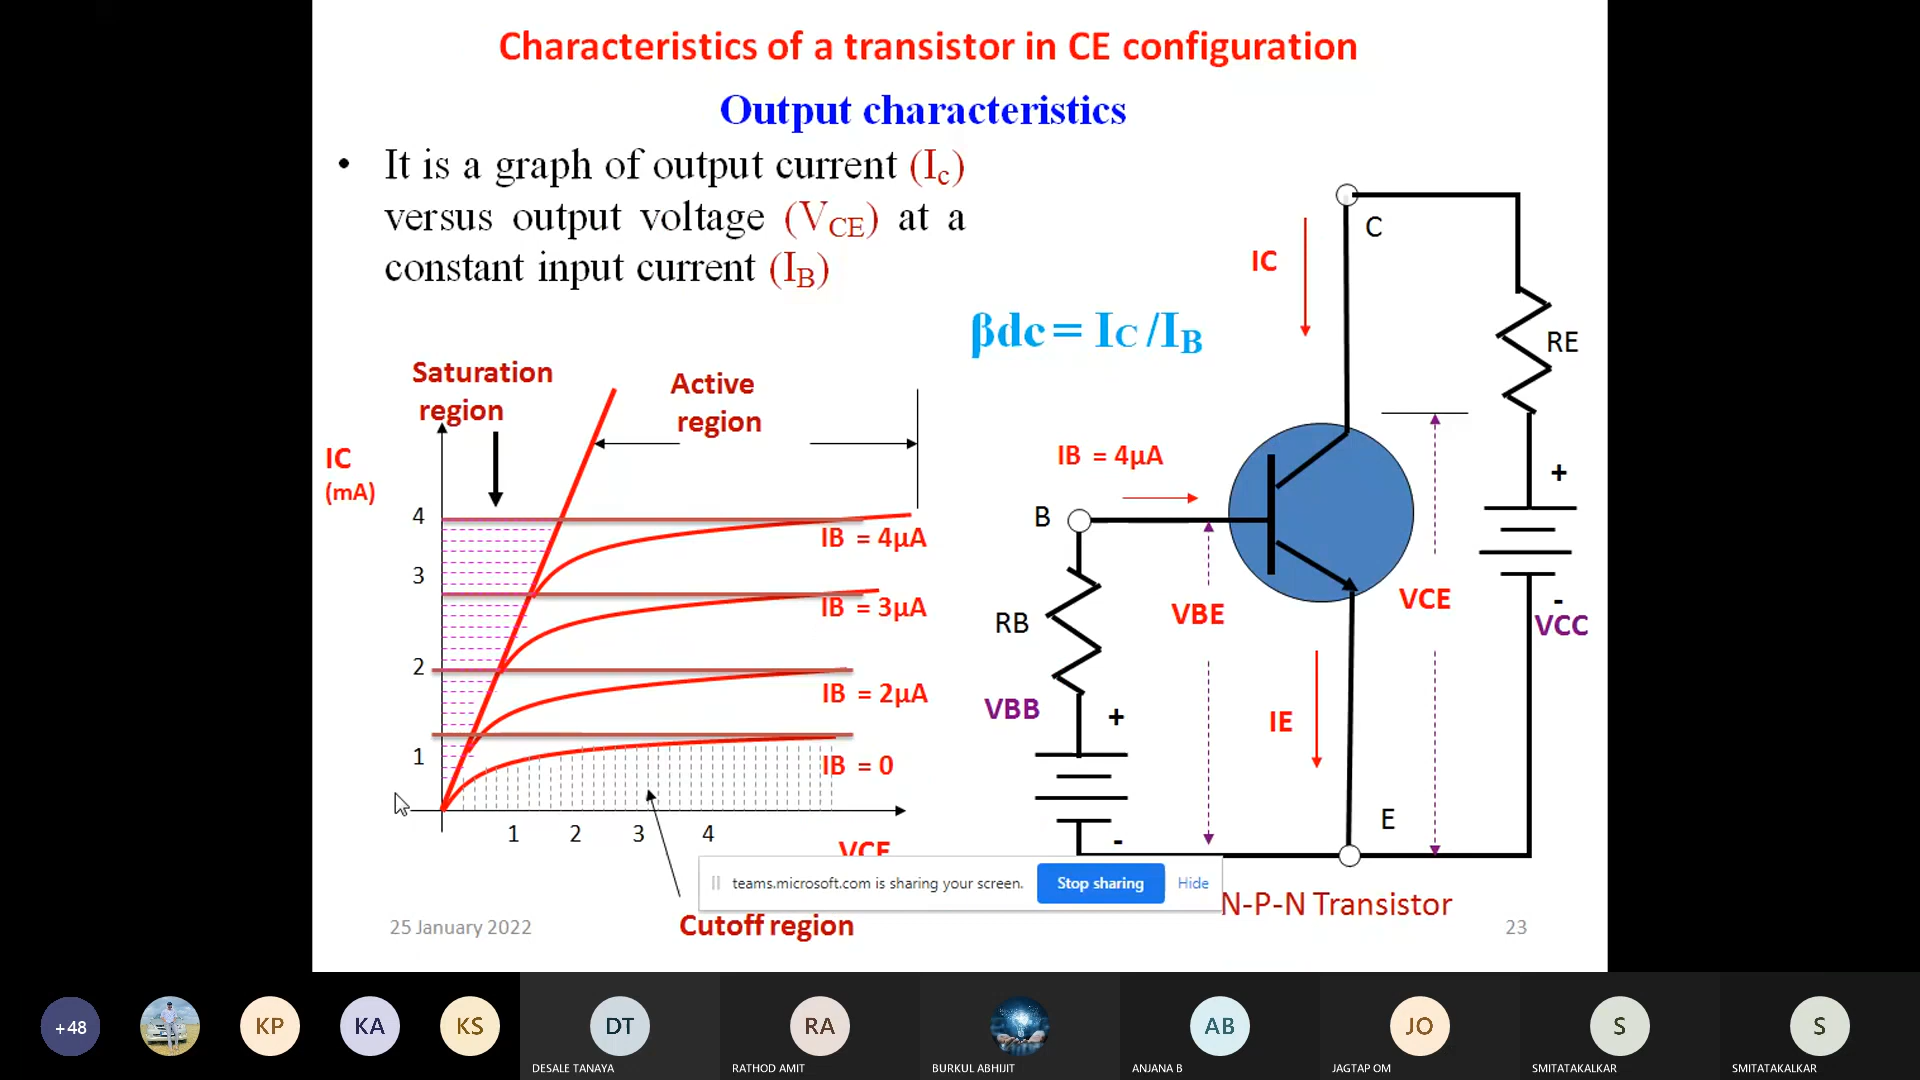 Characteristics of a transistor in CE configuration
Output characteristics
• It is a graph of output current (Ic)
versus output voltage (VCE) at a
constant input current (IB)
βdc = IC /IB
Saturation
region
Active
region
IC
(mA)
4
3
2
1
IB = 4µA
IB = 3µA
IB = 2µA
IB = 0
1 2 3 4
VCE
Cutoff region
C
IC
RE
IB = 4µA
B
+
-
VCC
VCE
VBE
RB
VBB
+
-
IE
E
N-P-N Transistor
teams.microsoft.com is sharing your screen.
Stop sharing
Hide
25 January 2022
23
+48
KP
KA
KS
DT
RA
AB
JO
S
S
DESALE TANAYA
RATHOD AMIT
BURKUL ABHIJIT
ANJANA B
JAGTAP OM
SMITATAKALKAR
SMITATAKALKAR